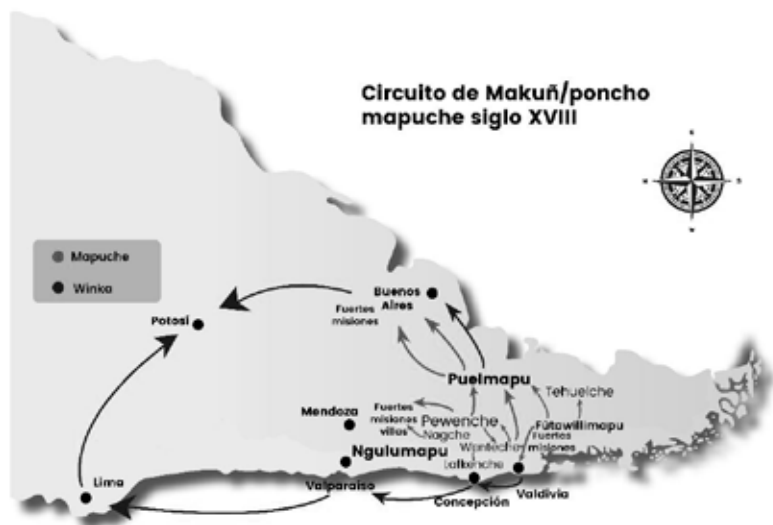 Circuito de Makuñ/poncho
mapuche siglo XVIII
Mapuche
Winka
Buenos
Aires
Fuertes
misiones
Potosí
Puelmapu
Tehuelche
Fuertes
misiones
villas
Pewenche
Nagche
Mendoza
Wenteche
Fütawillimapu
Fuertes
misiones
Ngulumapu
Lafkenche
Lima
Valparaíso
Concepción
Valdivia